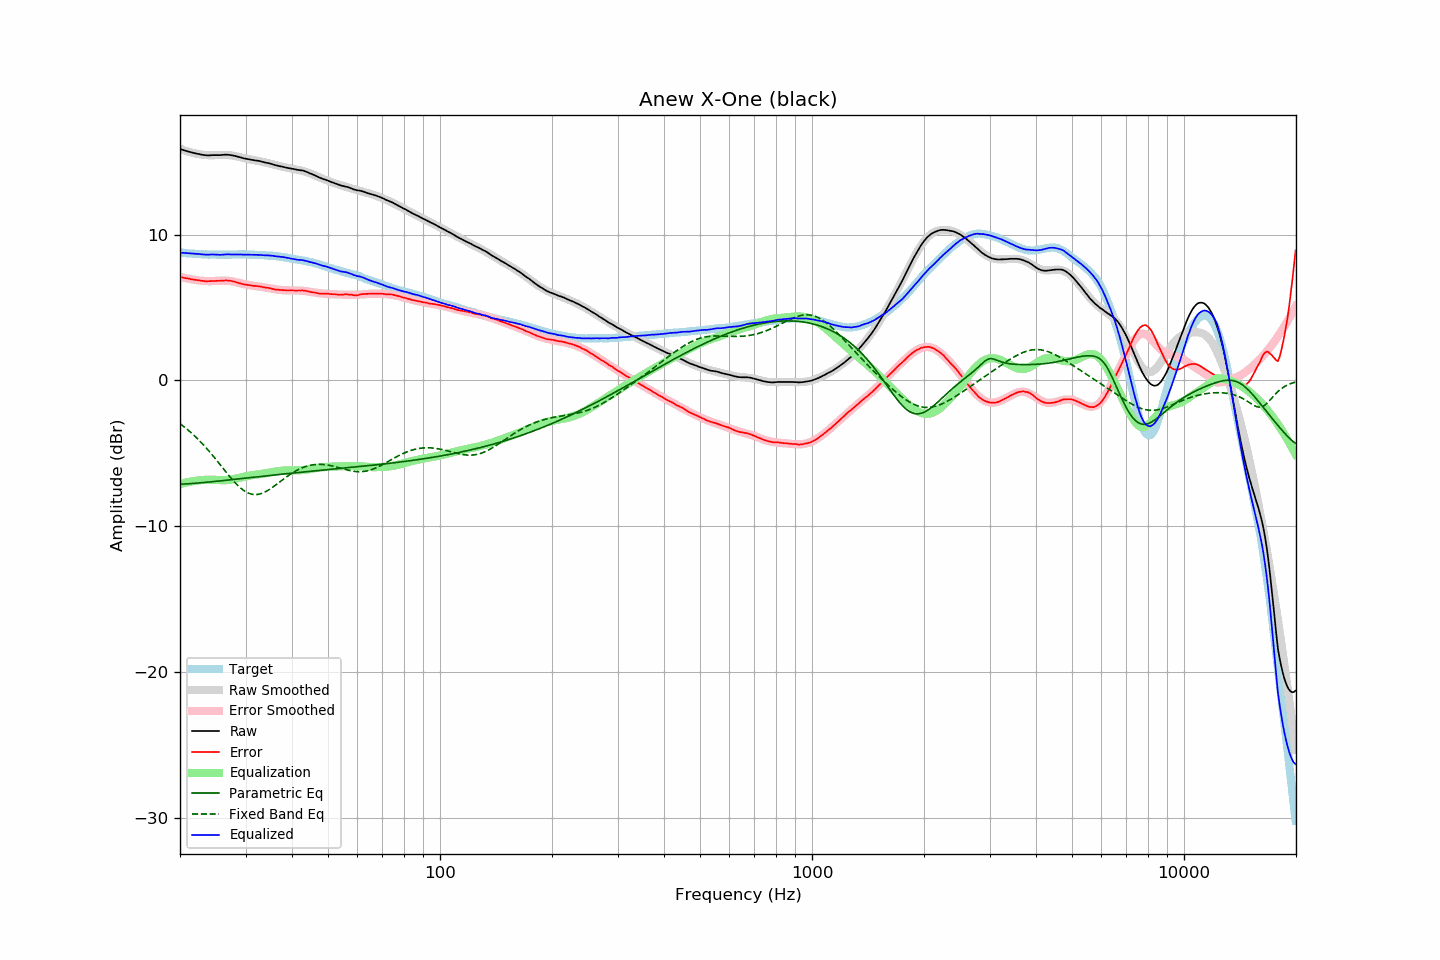 Anew X-One (black)
Amplitude (dBr)
10
0
−10
−20
−30
Target
Raw Smoothed
Error Smoothed
Raw
Error
Equalization
Parametric Eq
Fixed Band Eq
Equalized
100
1000
10000
Frequency (Hz)